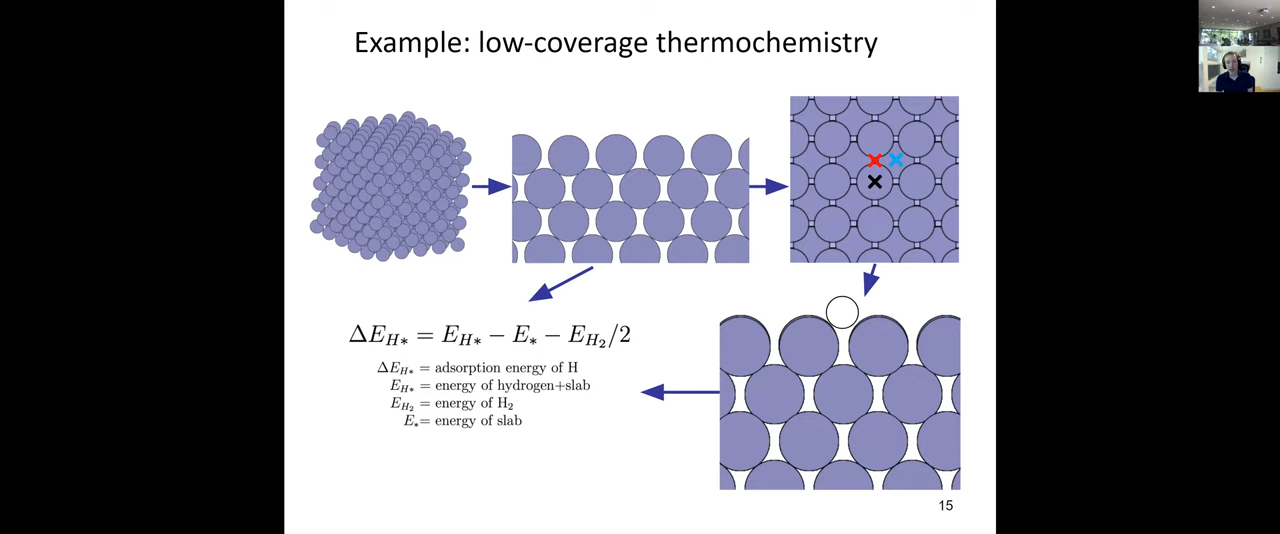 Example: low-coverage thermochemistry
ΔE_{H*} = E_{H*} − E_* − E_{H_2}/2
ΔE_{H*} = adsorption energy of H
E_{H*} = energy of hydrogen+slab
E_{H_2} = energy of H_2
E_*= energy of slab
15